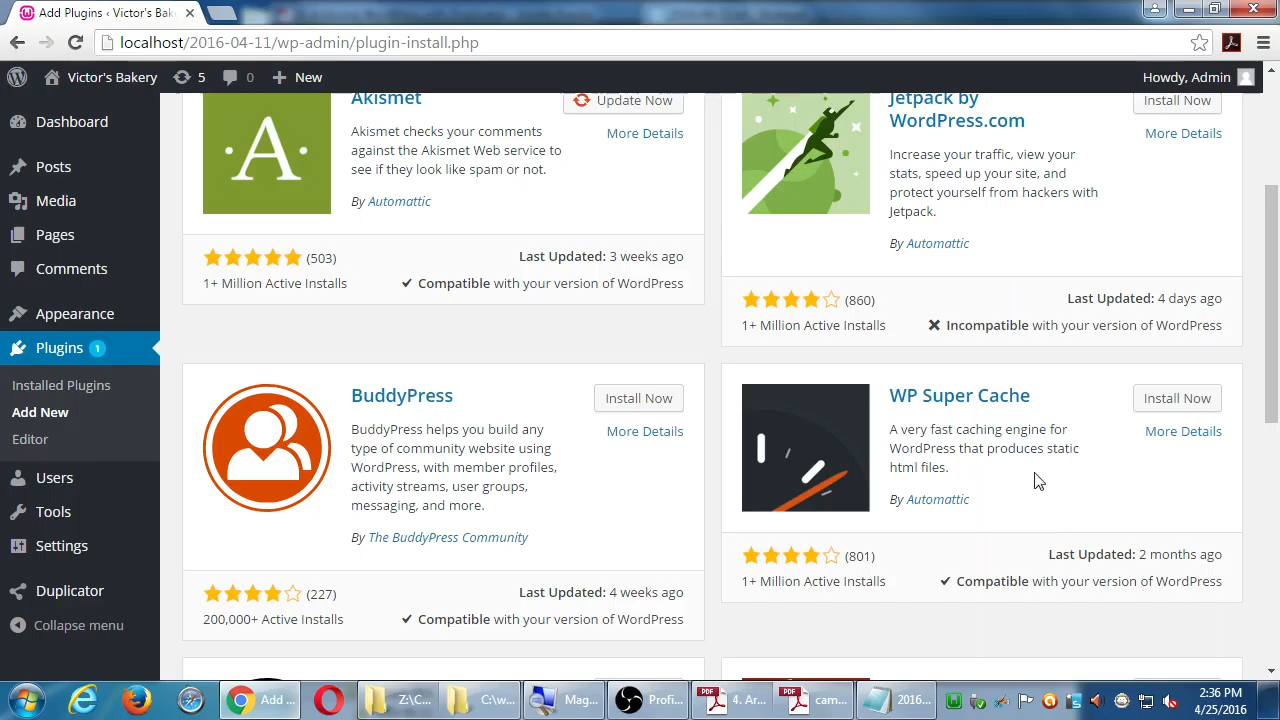 Add Plugins ‹ Victor's Bak
localhost/2016-04-11/wp-admin/plugin-install.php
Victor's Bakery
5
0
New
Howdy, Admin
Dashboard
Posts
Media
Pages
Comments
Appearance
Plugins 1
Installed Plugins
Add New
Editor
Users
Tools
Settings
Duplicator
Collapse menu
Akismet
Update Now
More Details
Akismet checks your comments
against the Akismet Web service to
see if they look like spam or not.
By Automattic
(503)
Last Updated: 3 weeks ago
1+ Million Active Installs
Compatible with your version of WordPress
Jetpack by
WordPress.com
Install Now
More Details
Increase your traffic, view your
stats, speed up your site, and
protect yourself from hackers with
Jetpack.
By Automattic
(860)
Last Updated: 4 days ago
1+ Million Active Installs
Incompatible with your version of WordPress
BuddyPress
Install Now
More Details
BuddyPress helps you build any
type of community website using
WordPress, with member profiles,
activity streams, user groups,
messaging, and more.
By The BuddyPress Community
(227)
Last Updated: 4 weeks ago
200,000+ Active Installs
Compatible with your version of WordPress
WP Super Cache
Install Now
More Details
A very fast caching engine for
WordPress that produces static
html files.
By Automattic
(801)
Last Updated: 2 months ago
1+ Million Active Installs
Compatible with your version of WordPress
Add ...
Z:\C...
C:\w...
Mag...
Profi...
PDF
4. Ar...
PDF
cam...
2016...
2:36 PM
4/25/2016